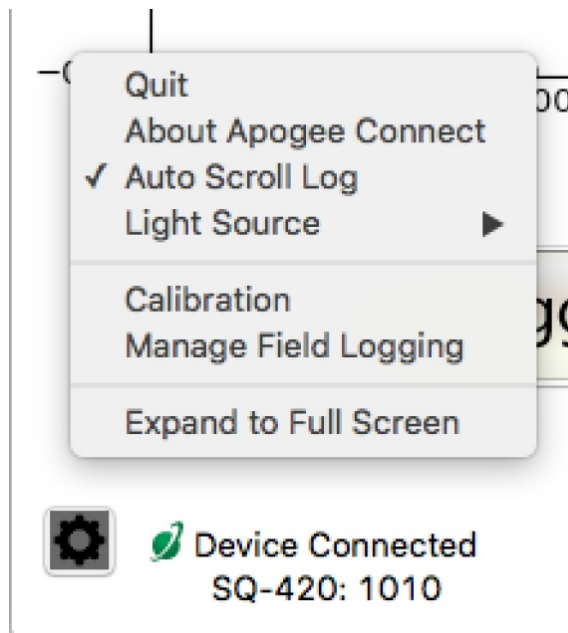 Quit
About Apogee Connect
✓ Auto Scroll Log
Light Source ▶
Calibration
Manage Field Logging
Expand to Full Screen
Device Connected
SQ-420: 1010